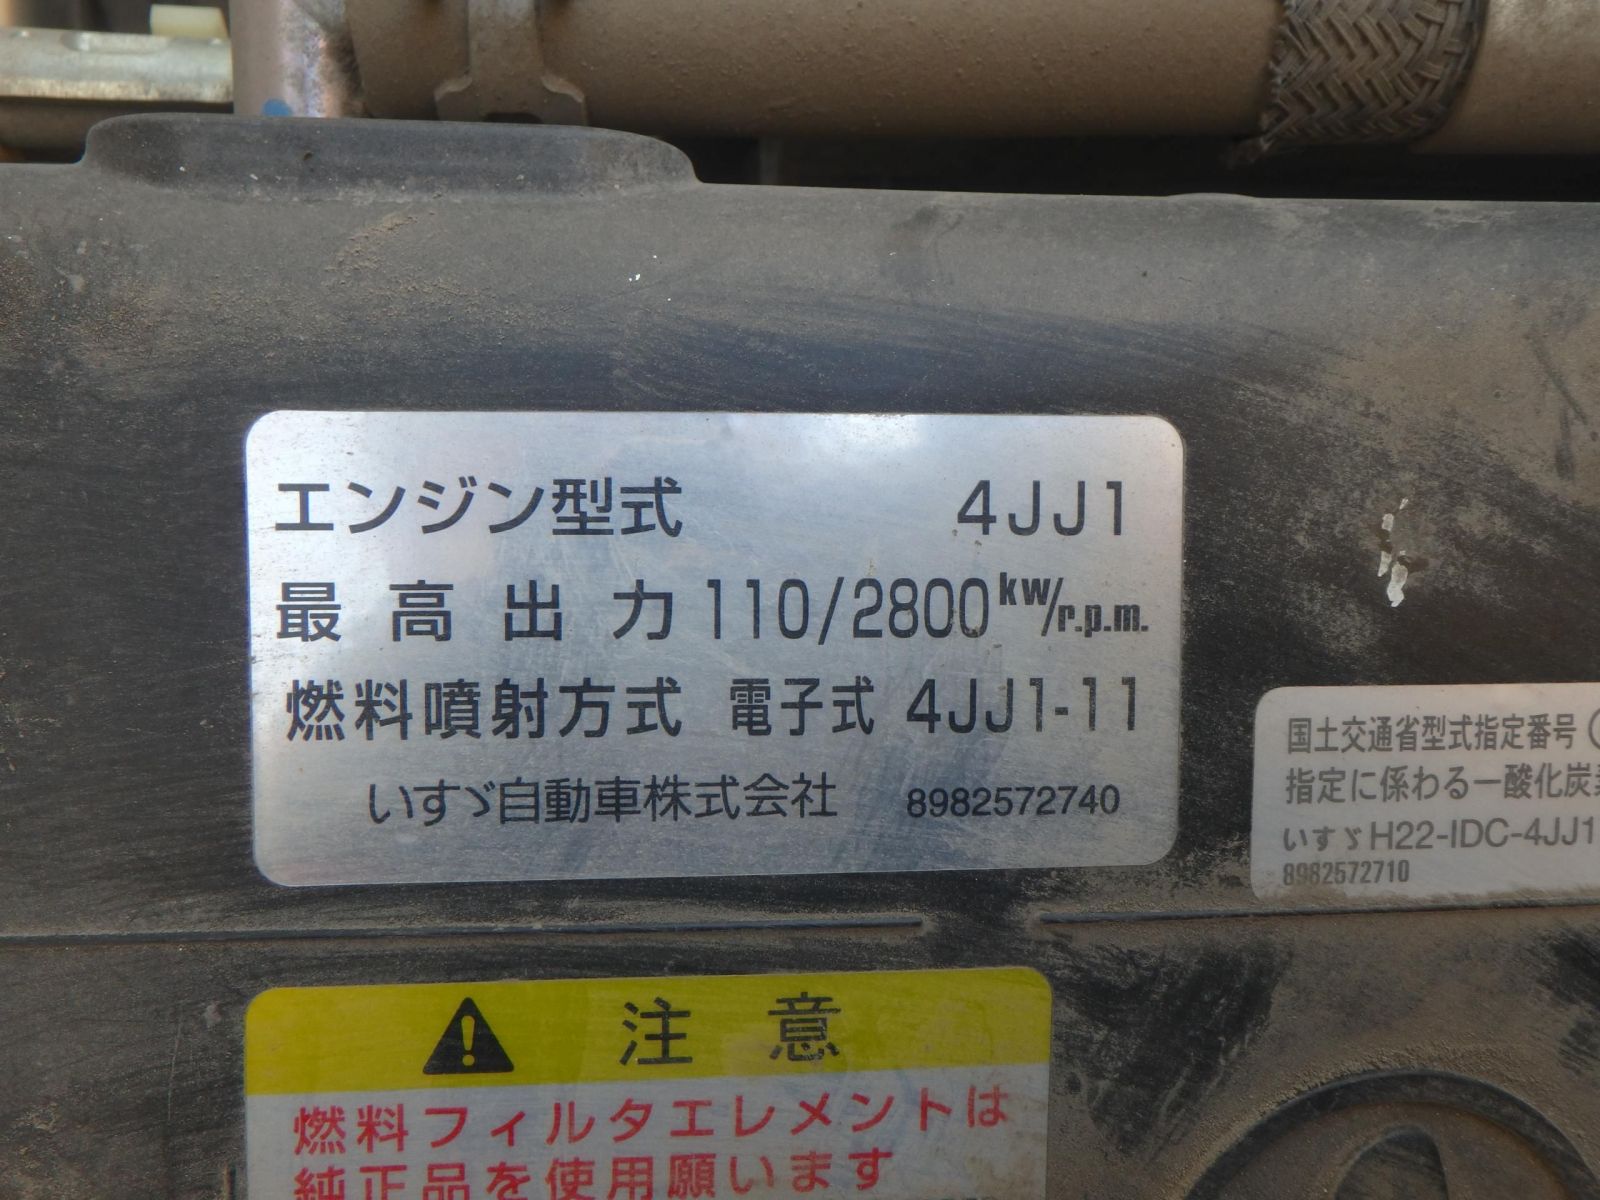 エンジン型式 4JJ1
最高出力 110/2800kw/r.p.m.
燃料噴射方式 電子式 4JJ1-11
いすゞ自動車株式会社 8982572740
国土交通省型式指定番号
指定に係わる一酸化炭
いすゞH22-IDC-4JJ1
8982572710
注意
燃料フィルタエレメントは
純正品を使用願います